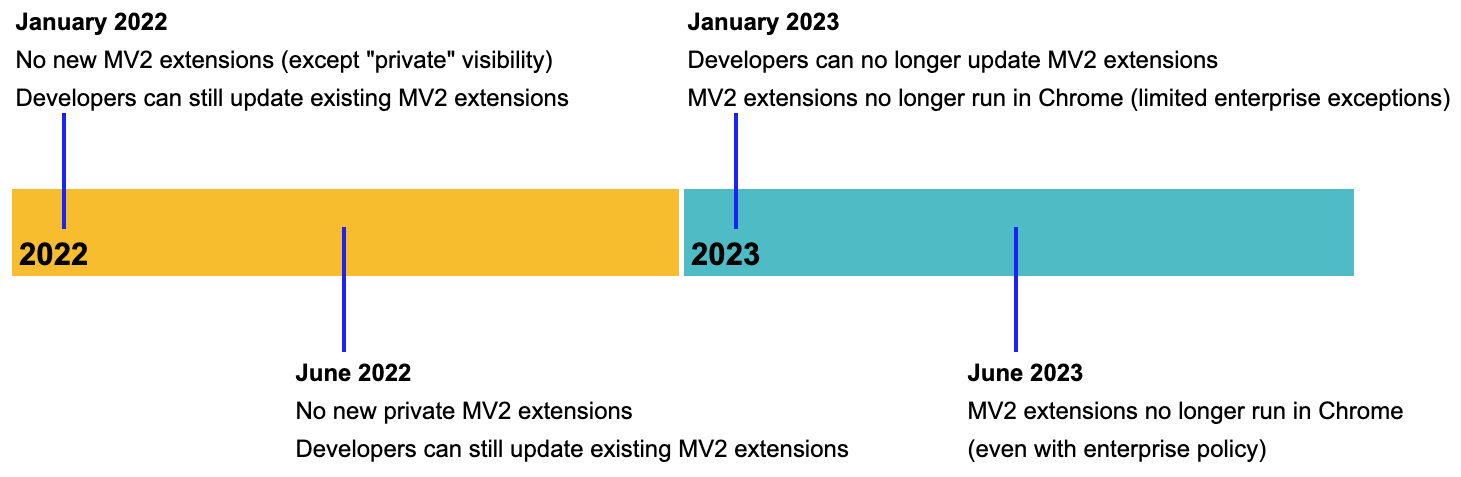 January 2022
No new MV2 extensions (except "private" visibility)
Developers can still update existing MV2 extensions
January 2023
Developers can no longer update MV2 extensions
MV2 extensions no longer run in Chrome (limited enterprise exceptions)
2022
2023
June 2022
No new private MV2 extensions
Developers can still update existing MV2 extensions
June 2023
MV2 extensions no longer run in Chrome
(even with enterprise policy)